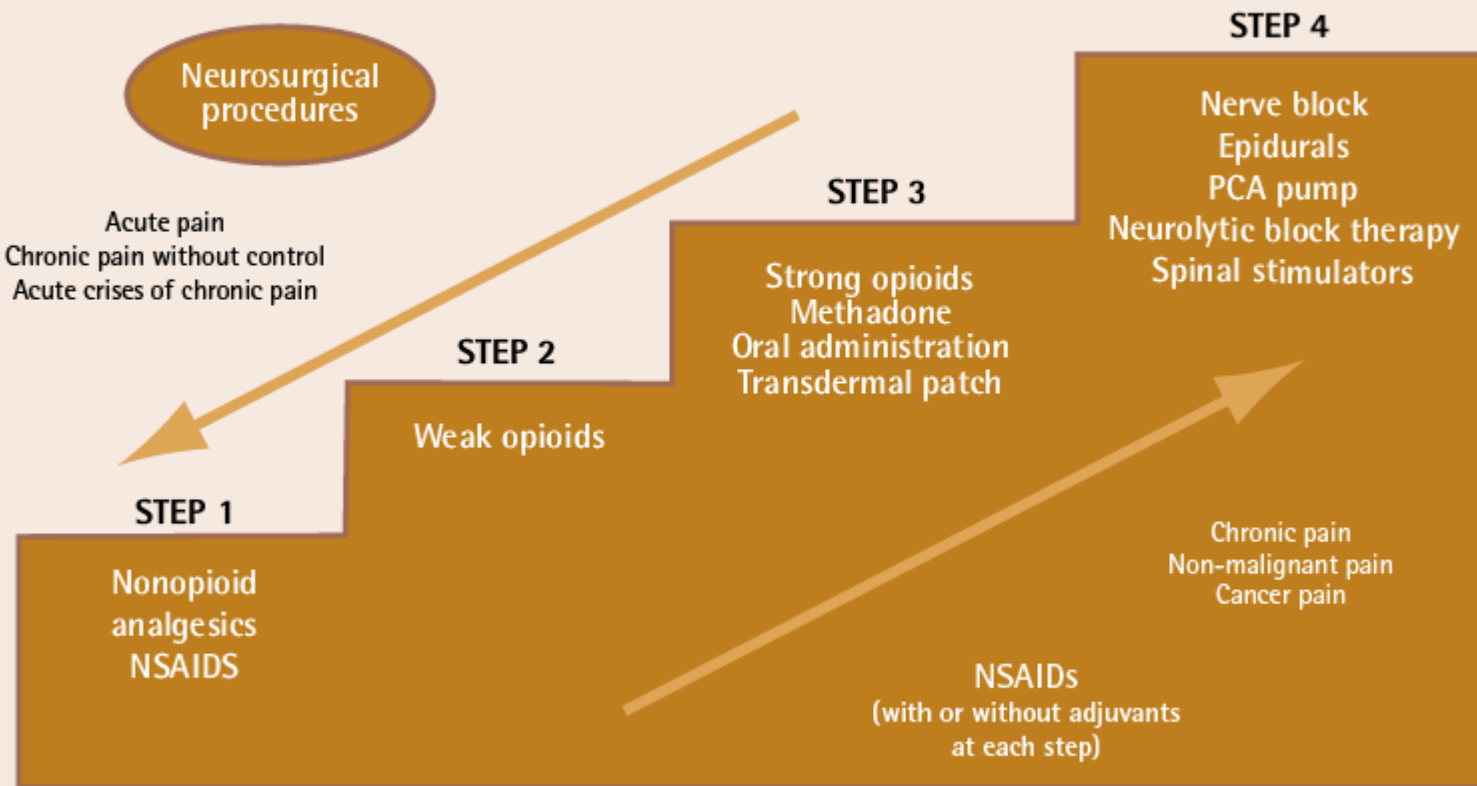 Neurosurgical
procedures
Acute pain
Chronic pain without control
Acute crises of chronic pain
STEP 1
Nonopioid
analgesics
NSAIDS
STEP 2
Weak opioids
STEP 3
Strong opioids
Methadone
Oral administration
Transdermal patch
STEP 4
Nerve block
Epidurals
PCA pump
Neurolytic block therapy
Spinal stimulators
Chronic pain
Non-malignant pain
Cancer pain
NSAIDs
(with or without adjuvants
at each step)